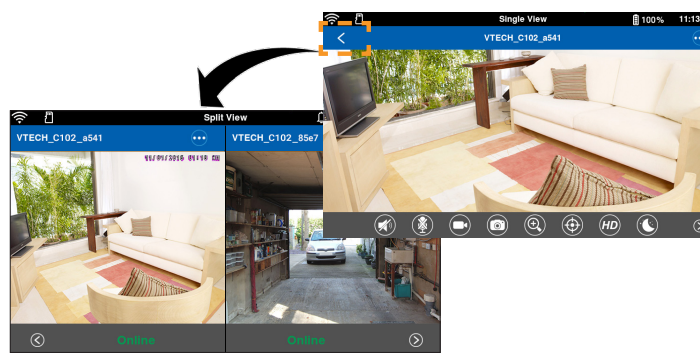 Single View
100%
11:13
VTECH_C102_a541
HD
Split View
VTECH_C102_a541
VTECH_C102_85e7
Online
Online